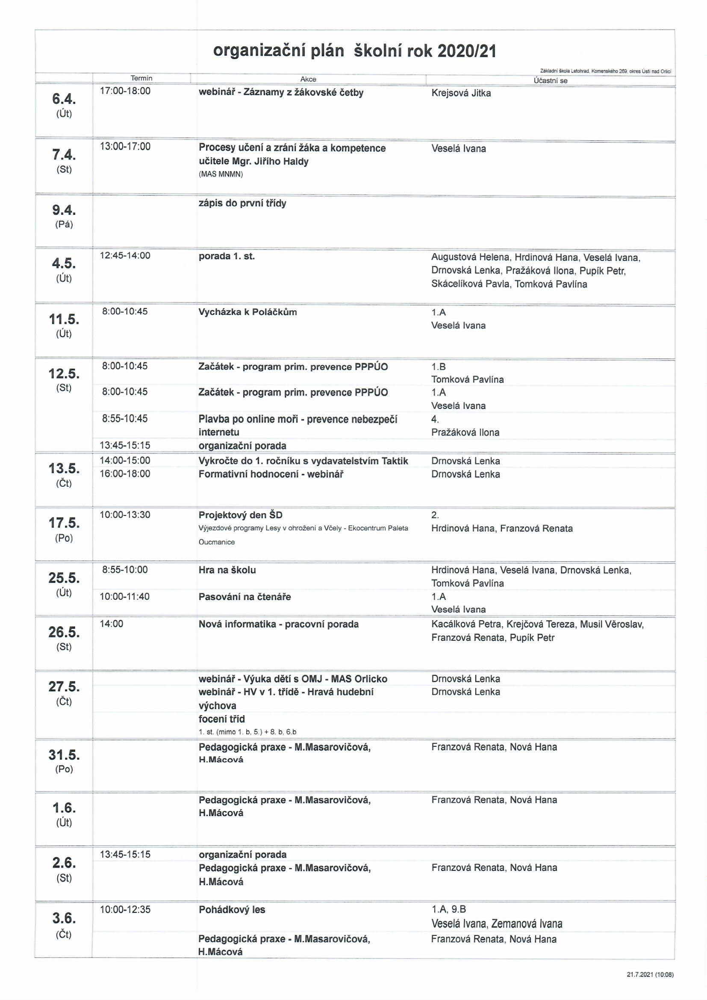 organizační plán školní rok 2020/21
Základní škola Letohrad, Komenského 269, okres Ústí nad Orlicí
Termín Akce Účastní se
6.4. 17:00-18:00 webinář - Záznamy z žákovské četby Krejsová Jitka
(Út)
7.4. 13:00-17:00 Procesy učení a zrání žáka a kompetence Veselá Ivana
učitele Mgr. Jiřího Haldy
(St) (MAS MNMN)
9.4. zápis do první třídy
(Pá)
4.5. 12:45-14:00 porada 1. st. Augustová Helena, Hrdinová Hana, Veselá Ivana,
Drnovská Lenka, Pražáková Ilona, Pupík Petr,
(Út) Skácelíková Pavla, Tomková Pavlína
11.5. 8:00-10:45 Vycházka k Poláčkům 1.A
(Út) Veselá Ivana
12.5. 8:00-10:45 Začátek - program prim. prevence PPPÚO 1.B
Tomková Pavlína
(St) 8:00-10:45 Začátek - program prim. prevence PPPÚO 1.A
Veselá Ivana
8:55-10:45 Plavba po online moři - prevence nebezpečí 4.
internetu Pražáková Ilona
13:45-15:15 organizační porada
13.5. 14:00-15:00 Vykročte do 1. ročníku s vydavatelstvím Taktik Drnovská Lenka
(Čt) 16:00-18:00 Formativní hodnocení - webinář Drnovská Lenka
17.5. 10:00-13:30 Projektový den ŠD 2.
Výjezdové programy Lesy v ohrožení a Včely - Ekocentrum Paleta Hrdinová Hana, Franzová Renata
(Po) Oucmanice
25.5. 8:55-10:00 Hra na školu Hrdinová Hana, Veselá Ivana, Drnovská Lenka,
Tomková Pavlína
(Út) 10:00-11:40 Pasování na čtenáře 1.A
Veselá Ivana
26.5. 14:00 Nová informatika - pracovní porada Kacálková Petra, Krejčová Tereza, Musil Věroslav,
(St) Franzová Renata, Pupík Petr
27.5. webinář - Výuka dětí s OMJ - MAS Orlicko Drnovská Lenka
(Čt) webinář - HV v 1. třídě - Hravá hudební Drnovská Lenka
výchova
focení tříd
1. st. (mimo 1. b, 5.) + 8. b, 6.b
31.5. Pedagogická praxe - M.Masarovičová, Franzová Renata, Nová Hana
(Po) H.Mácová
1.6. Pedagogická praxe - M.Masarovičová, Franzová Renata, Nová Hana
(Út) H.Mácová
2.6. 13:45-15:15 organizační porada
(St) Pedagogická praxe - M.Masarovičová, Franzová Renata, Nová Hana
H.Mácová
3.6. 10:00-12:35 Pohádkový les 1.A, 9.B
Veselá Ivana, Zemanová Ivana
(Čt) Pedagogická praxe - M.Masarovičová, Franzová Renata, Nová Hana
H.Mácová
21.7.2021 (10:08)